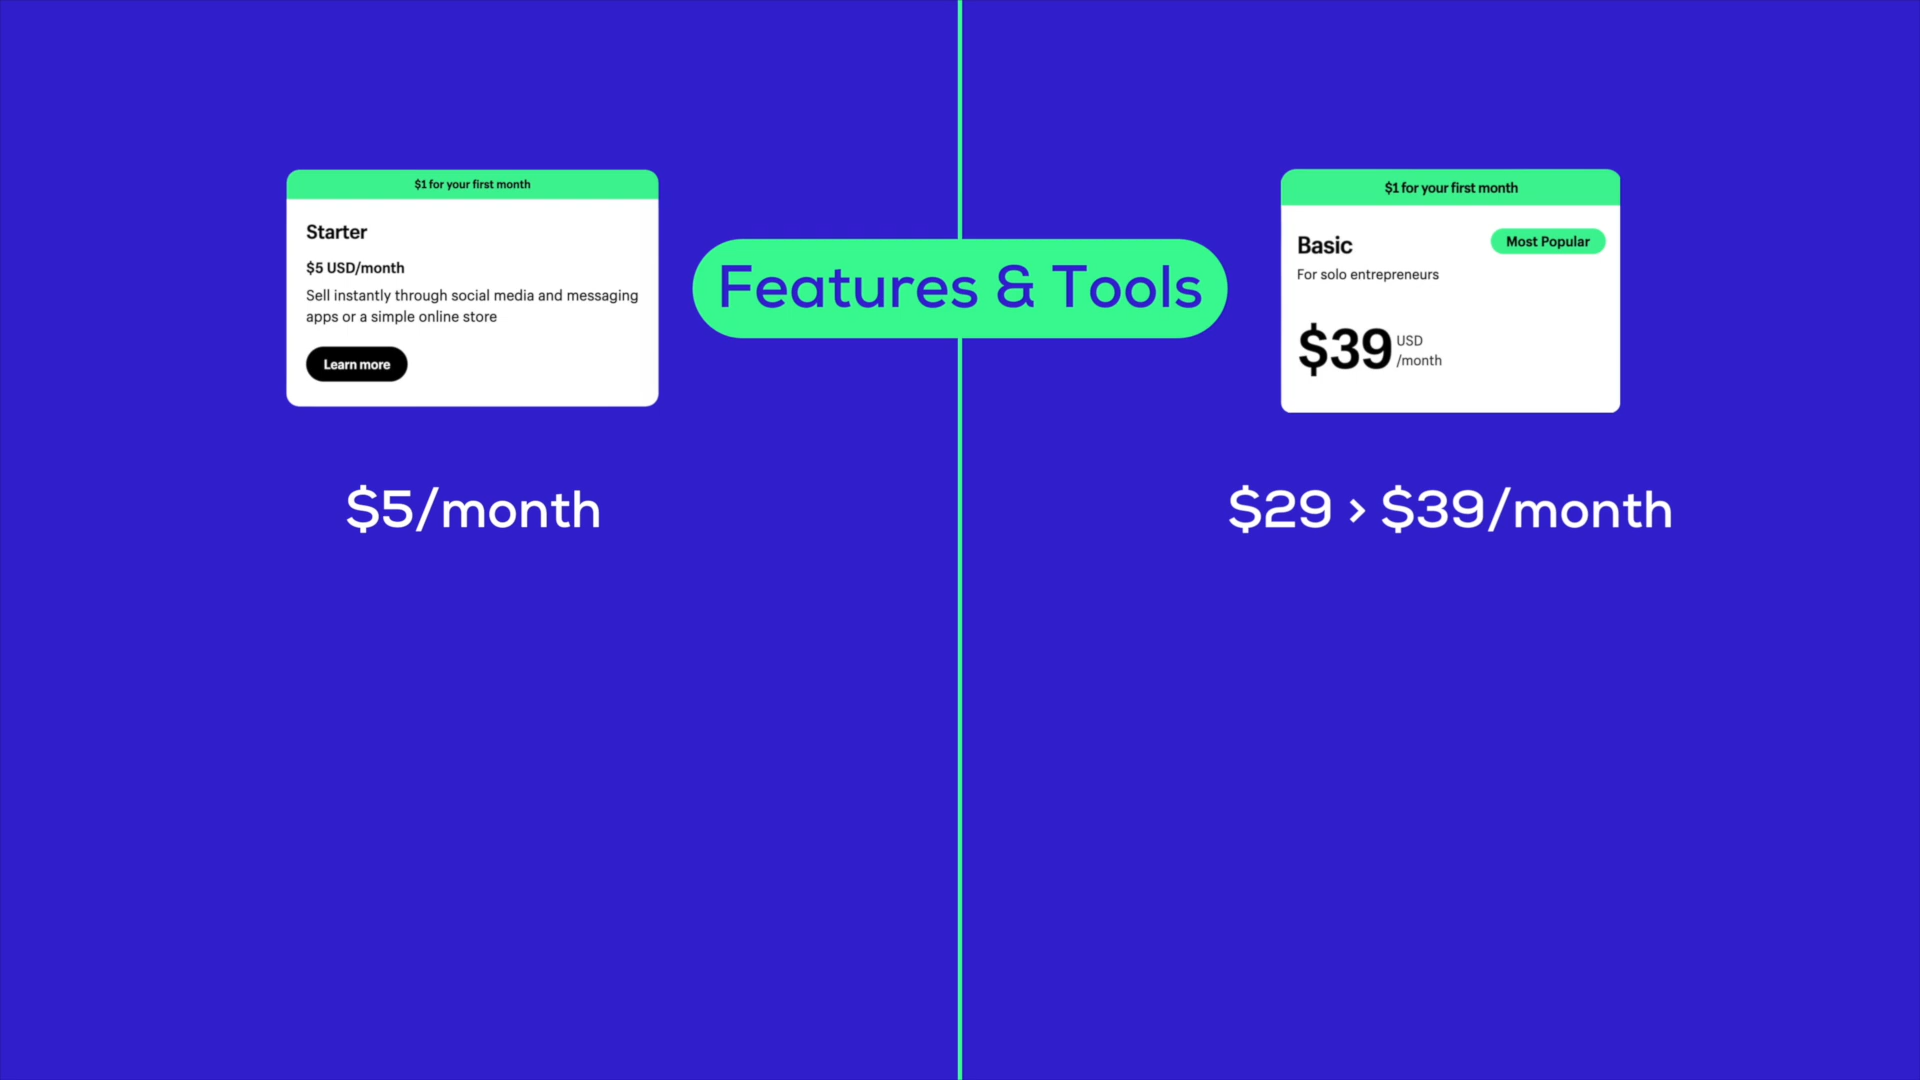 $1 for your first month
Starter
$5 USD/month
Sell instantly through social media and messaging
apps or a simple online store
Learn more
Features & Tools
$1 for your first month
Basic
Most Popular
For solo entrepreneurs
$39 USD
/month
$5/month
$29 > $39/month